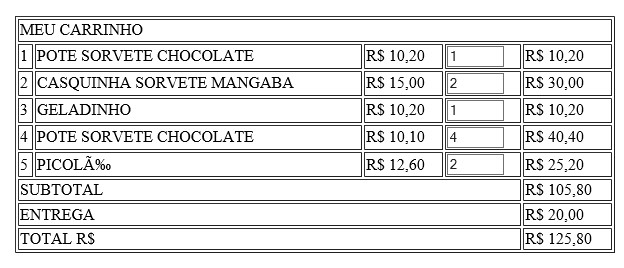 MEU CARRINHO
1 POTE SORVETE CHOCOLATE R$ 10,20 1 R$ 10,20
2 CASQUINHA SORVETE MANGABA R$ 15,00 2 R$ 30,00
3 GELADINHO R$ 10,20 1 R$ 10,20
4 POTE SORVETE CHOCOLATE R$ 10,10 4 R$ 40,40
5 PICOLÃ‰ R$ 12,60 2 R$ 25,20
SUBTOTAL R$ 105,80
ENTREGA R$ 20,00
TOTAL R$ R$ 125,80